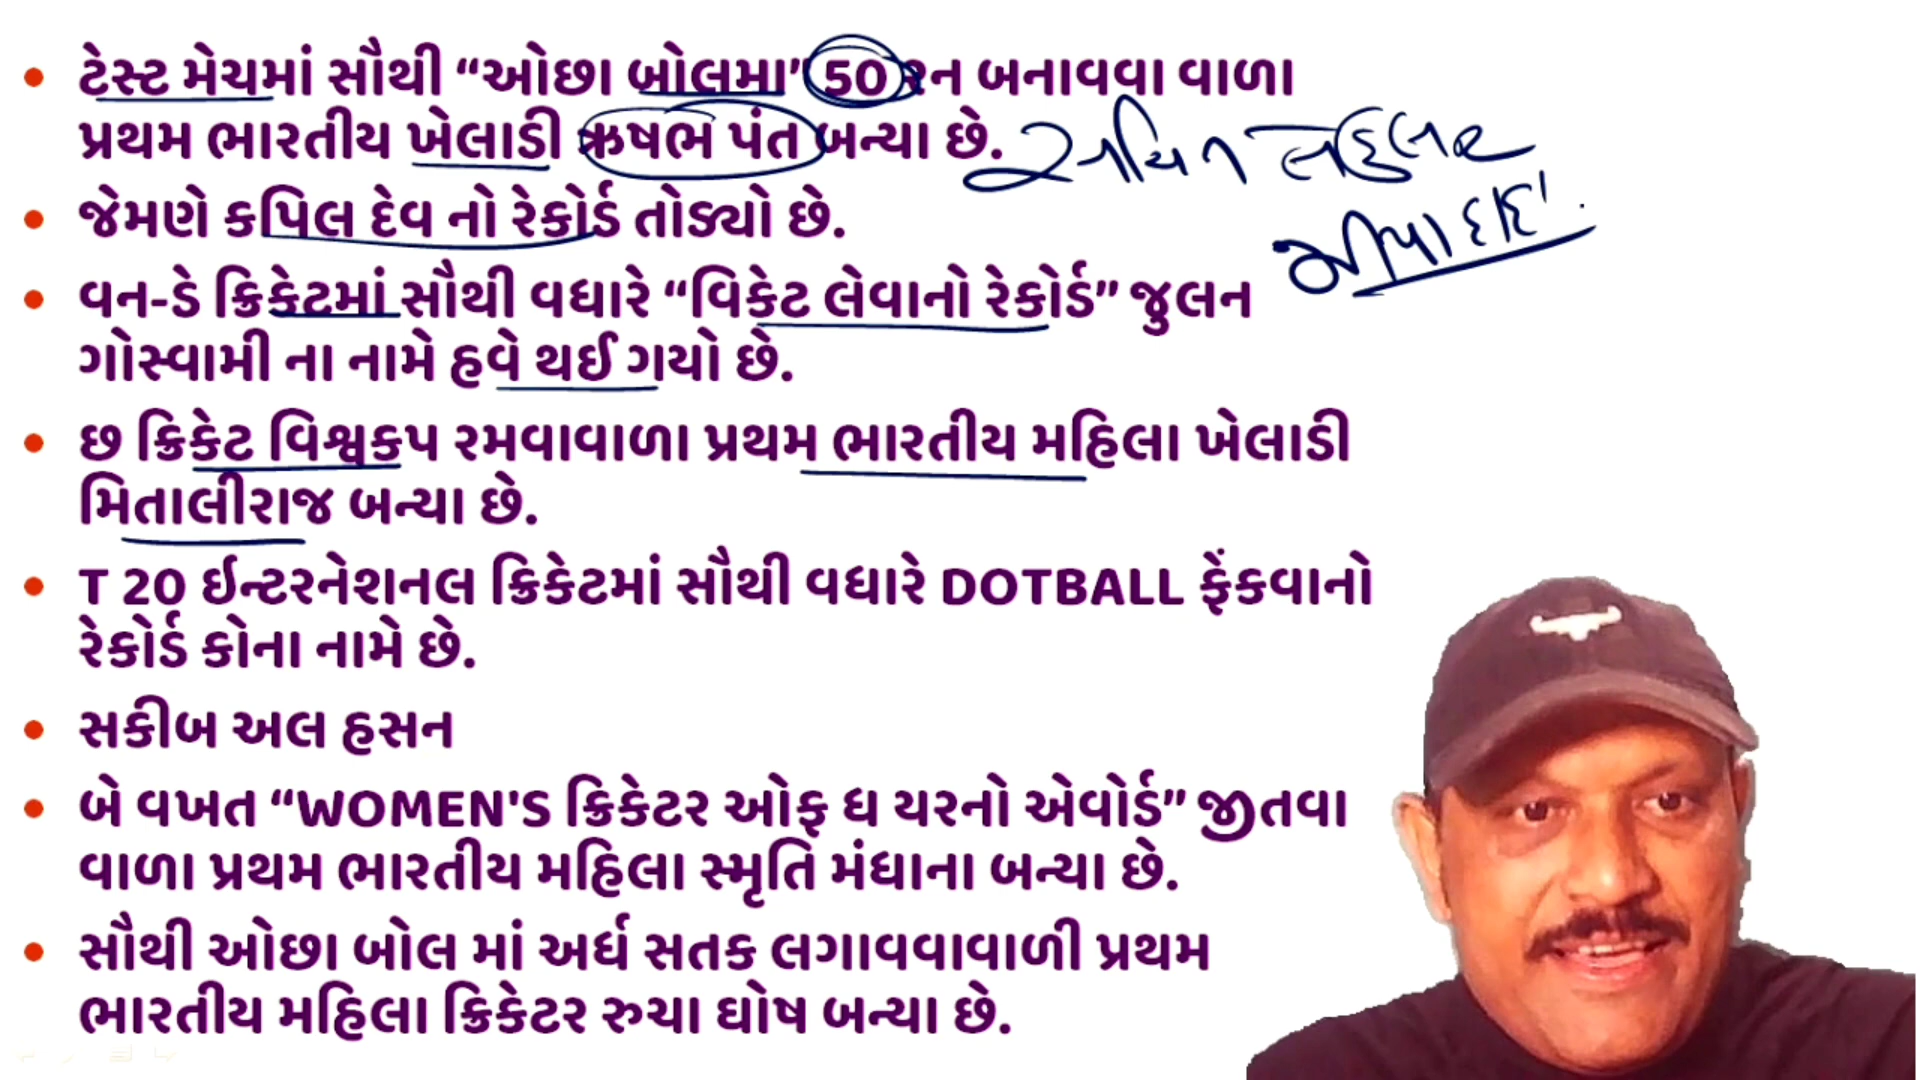 ટેસ્ટ મેચમાં સૌથી “ઓછા બોલમા” 50 રન બનાવવા વાળા
પ્રથમ ભારતીય ખેલાડી ઋષભ પંત બન્યા છે.
જેમણે કપિલ દેવ નો રેકોર્ડ તોડ્યો છે.
વન-ડે ક્રિકેટમાં સૌથી વધારે “વિકેટ લેવાનો રેકોર્ડ” જુલન
ગોસ્વામી ના નામે હવે થઈ ગયો છે.
છ ક્રિકેટ વિશ્વકપ રમવાવાળા પ્રથમ ભારતીય મહિલા ખેલાડી
મિતાલીરાજ બન્યા છે.
T 20 ઇન્ટરનેશનલ ક્રિકેટમાં સૌથી વધારે DOTBALL ફેંકવાનો
રેકોર્ડ કોના નામે છે.
સકીબ અલ હસન
બે વખત “WOMEN'S ક્રિકેટર ઓફ ધ યરનો એવોર્ડ” જીતવા
વાળા પ્રથમ ભારતીય મહિલા સ્મૃતિ મંધાના બન્યા છે.
સૌથી ઓછા બોલ માં અર્ધ સતક લગાવવાવાળી પ્રથમ
ભારતીય મહિલા ક્રિકેટર રુચા ઘોષ બન્યા છે.